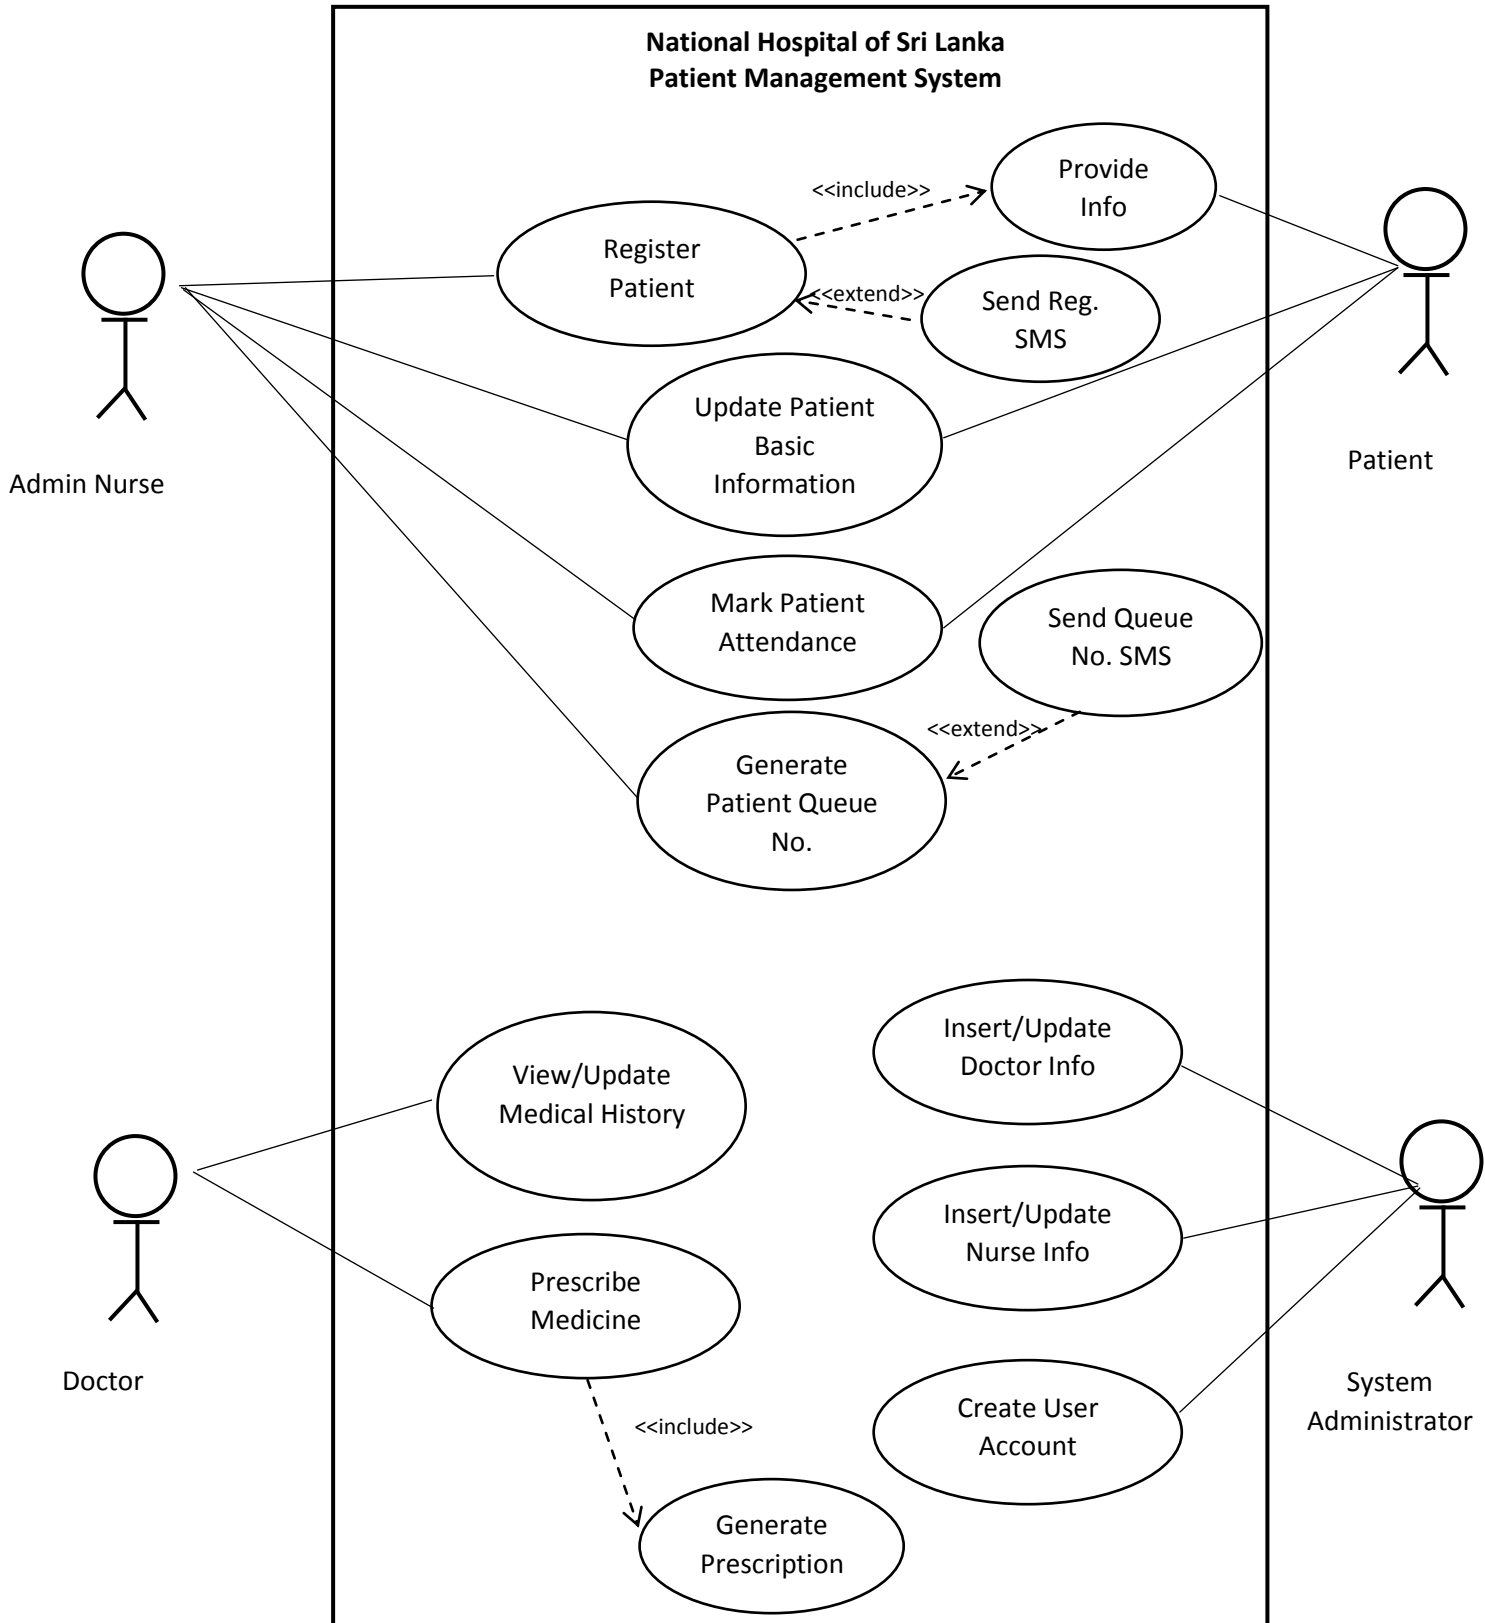 National Hospital of Sri Lanka
Patient Management System
Provide
Info
<<include>>
Register
Patient
<<extend>>
Send Reg.
SMS
Update Patient
Basic
Information
Admin Nurse
Patient
Mark Patient
Attendance
Send Queue
No. SMS
<<extend>>
Generate
Patient Queue
No.
View/Update
Medical History
Insert/Update
Doctor Info
Insert/Update
Nurse Info
Prescribe
Medicine
Doctor
System
Administrator
<<include>>
Create User
Account
Generate
Prescription